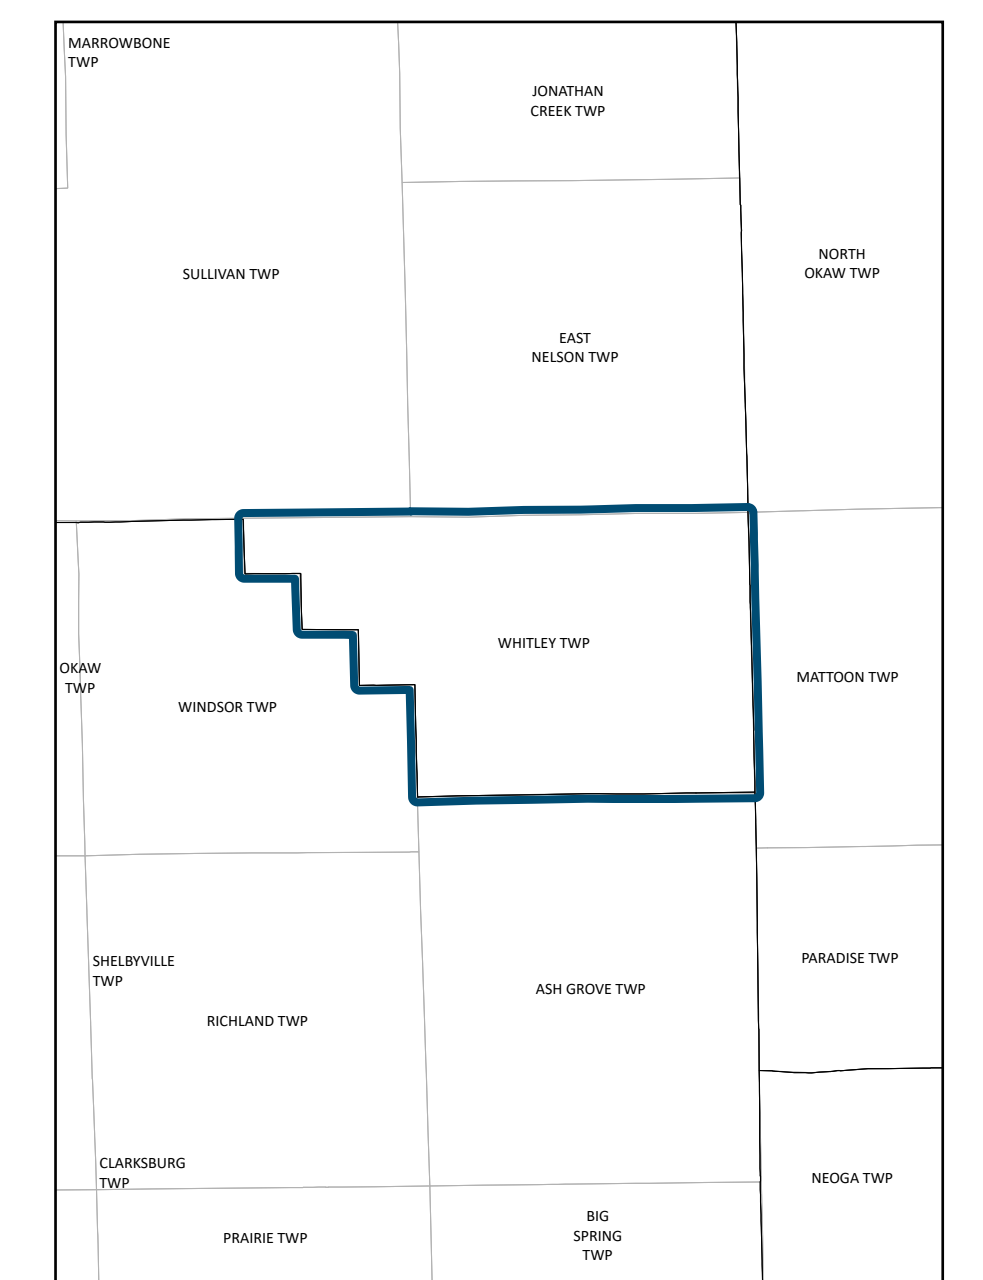 MARROWBONE
TWP
JONATHAN
CREEK TWP
NORTH
OKAW TWP
SULLIVAN TWP
EAST
NELSON TWP
WHITLEY TWP
OKAW
TWP
MATTOON TWP
WINDSOR TWP
PARADISE TWP
SHELBYVILLE
TWP
ASH GROVE TWP
RICHLAND TWP
CLARKSBURG
TWP
NEOGA TWP
BIG
SPRING
TWP
PRAIRIE TWP